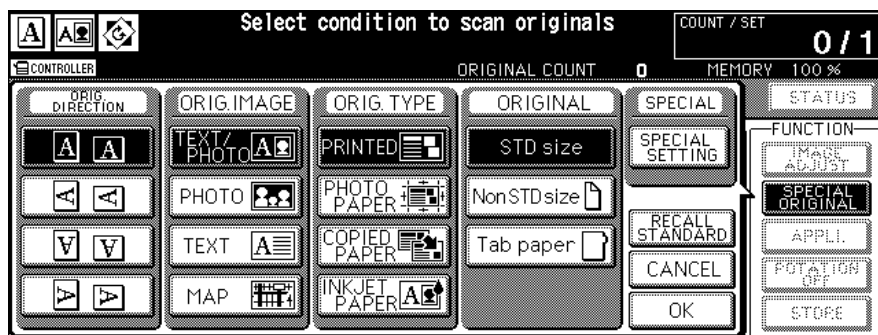 Select condition to scan originals
COUNT / SET
0 / 1
CONTROLLER
ORIGINAL COUNT 0 MEMORY 100 %
ORIG. DIRECTION
ORIG. IMAGE
ORIG. TYPE
ORIGINAL
SPECIAL
STATUS
A A
TEXT/ PHOTO
PRINTED
STD size
SPECIAL SETTING
FUNCTION
IMAGE ADJUST
A A
PHOTO
PHOTO PAPER
NonSTDsize
SPECIAL ORIGINAL
A A
TEXT
COPIED PAPER
Tab paper
RECALL STANDARD
APPLI.
CANCEL
ROTATION OFF
A A
MAP
INKJET PAPER
OK
STORE